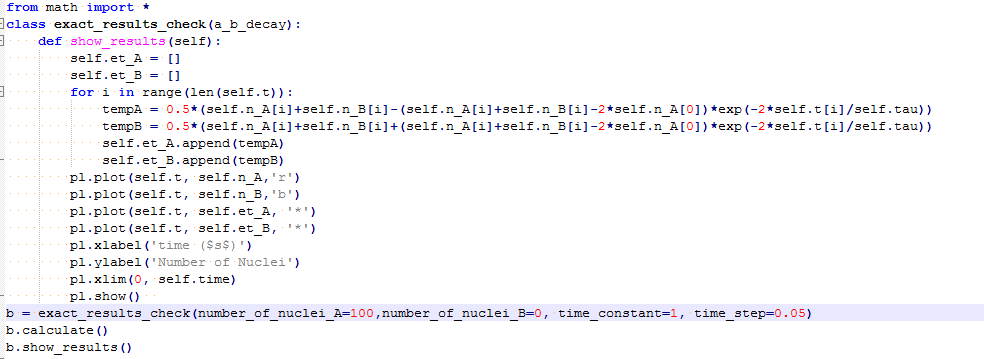 from math import *
class exact_results_check(a_b_decay):
    def show_results(self):
        self.et_A = []
        self.et_B = []
        for i in range(len(self.t)):
            tempA = 0.5*(self.n_A[i]+self.n_B[i]-(self.n_A[i]+self.n_B[i]-2*self.n_A[0])*exp(-2*self.t[i]/self.tau))
            tempB = 0.5*(self.n_A[i]+self.n_B[i]+(self.n_A[i]+self.n_B[i]-2*self.n_A[0])*exp(-2*self.t[i]/self.tau))
            self.et_A.append(tempA)
            self.et_B.append(tempB)
        pl.plot(self.t, self.n_A,'r')
        pl.plot(self.t, self.n_B,'b')
        pl.plot(self.t, self.et_A, '*')
        pl.plot(self.t, self.et_B, '*')
        pl.xlabel('time ($s$)')
        pl.ylabel('Number of Nuclei')
        pl.xlim(0, self.time)
        pl.show()
b = exact_results_check(number_of_nuclei_A=100,number_of_nuclei_B=0, time_constant=1, time_step=0.05)
b.calculate()
b.show_results()